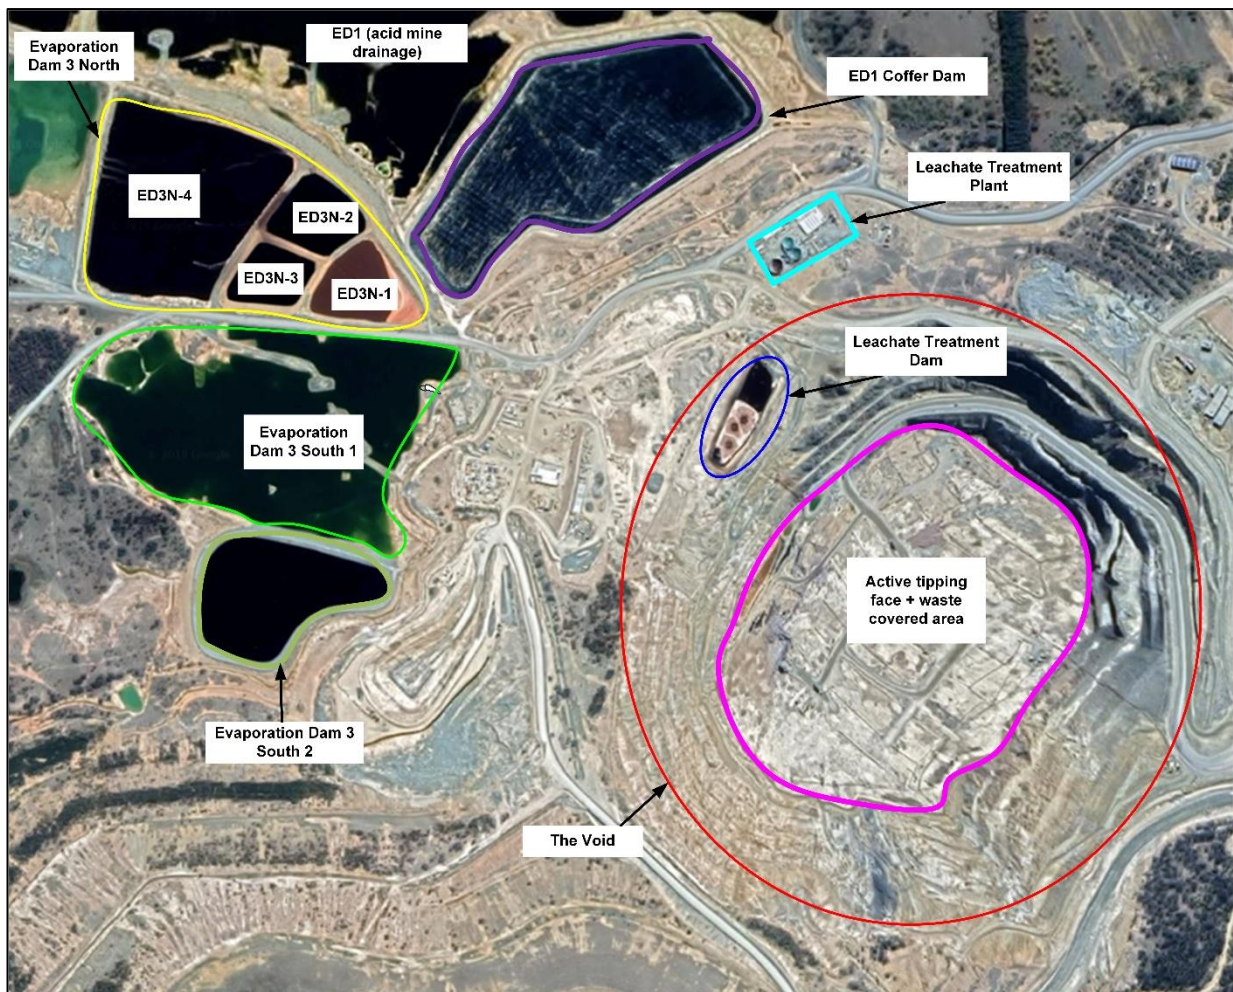 ED1 (acid mine
drainage)
Evaporation
Dam 3 North
ED1 Coffer Dam
Leachate Treatment
Plant
ED3N-4
ED3N-2
ED3N-3
ED3N-1
Leachate Treatment
Dam
Evaporation
Dam 3 South 1
Active tipping
face + waste
covered area
Evaporation Dam 3
South 2
The Void